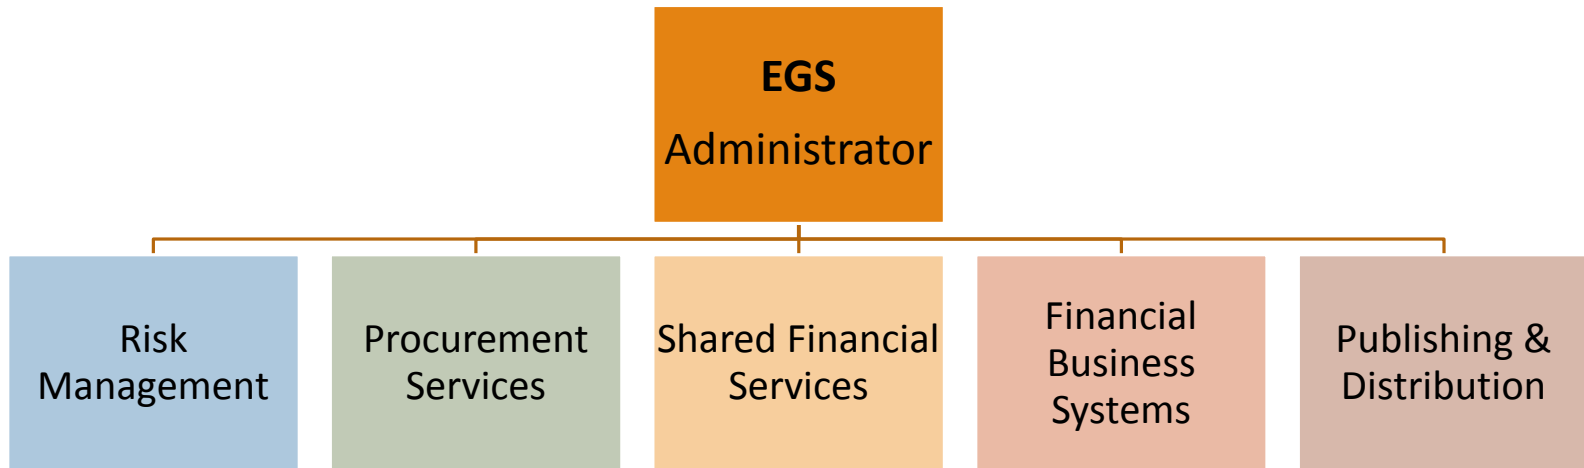 EGS
Administrator
Risk
Management
Procurement
Services
Shared Financial
Services
Financial
Business
Systems
Publishing &
Distribution